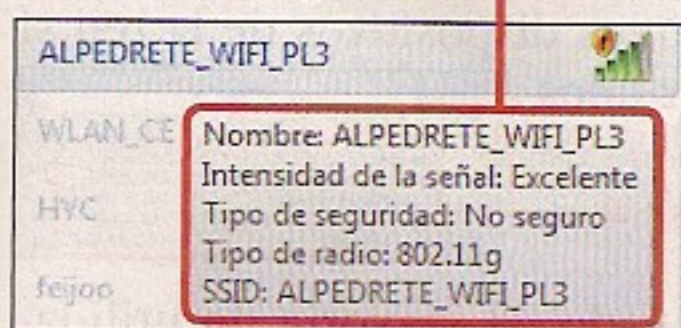 ALPEDRETE_WIFI_PL3
WLAN_CE
Nombre: ALPEDRETE_WIFI_PL3
Intensidad de la señal: Excelente
HYC
Tipo de seguridad: No seguro
Tipo de radio: 802.11g
feijoo
SSID: ALPEDRETE_WIFI_PL3